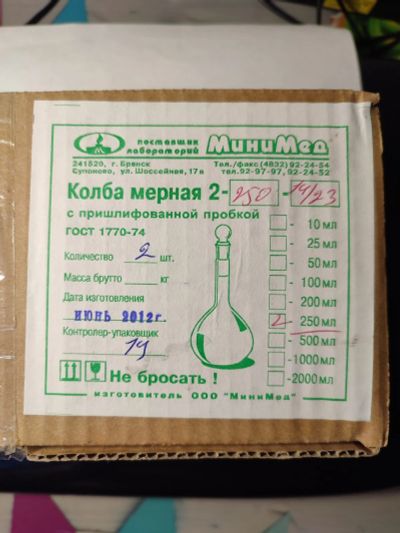 поставщик
лабораторий
МиниМед
241520, г. Брянск
Супонево, ул. Шоссейная, 17а
Тел./факс (4832) 92-24-54
тел. 92-97-97, 92-24-52
Колба мерная 2-250-14/23
с пришлифованной пробкой
ГОСТ 1770-74
Количество 2 шт.
Масса брутто кг
Дата изготовления
ИЮНЬ 2012г.
Контролер-упаковщик
19
- 10 мл
- 25 мл
- 50 мл
- 100 мл
- 200 мл
2 - 250 мл
- 500 мл
- 1000 мл
- 2000 мл
Не бросать !
изготовитель ООО "МиниМед"